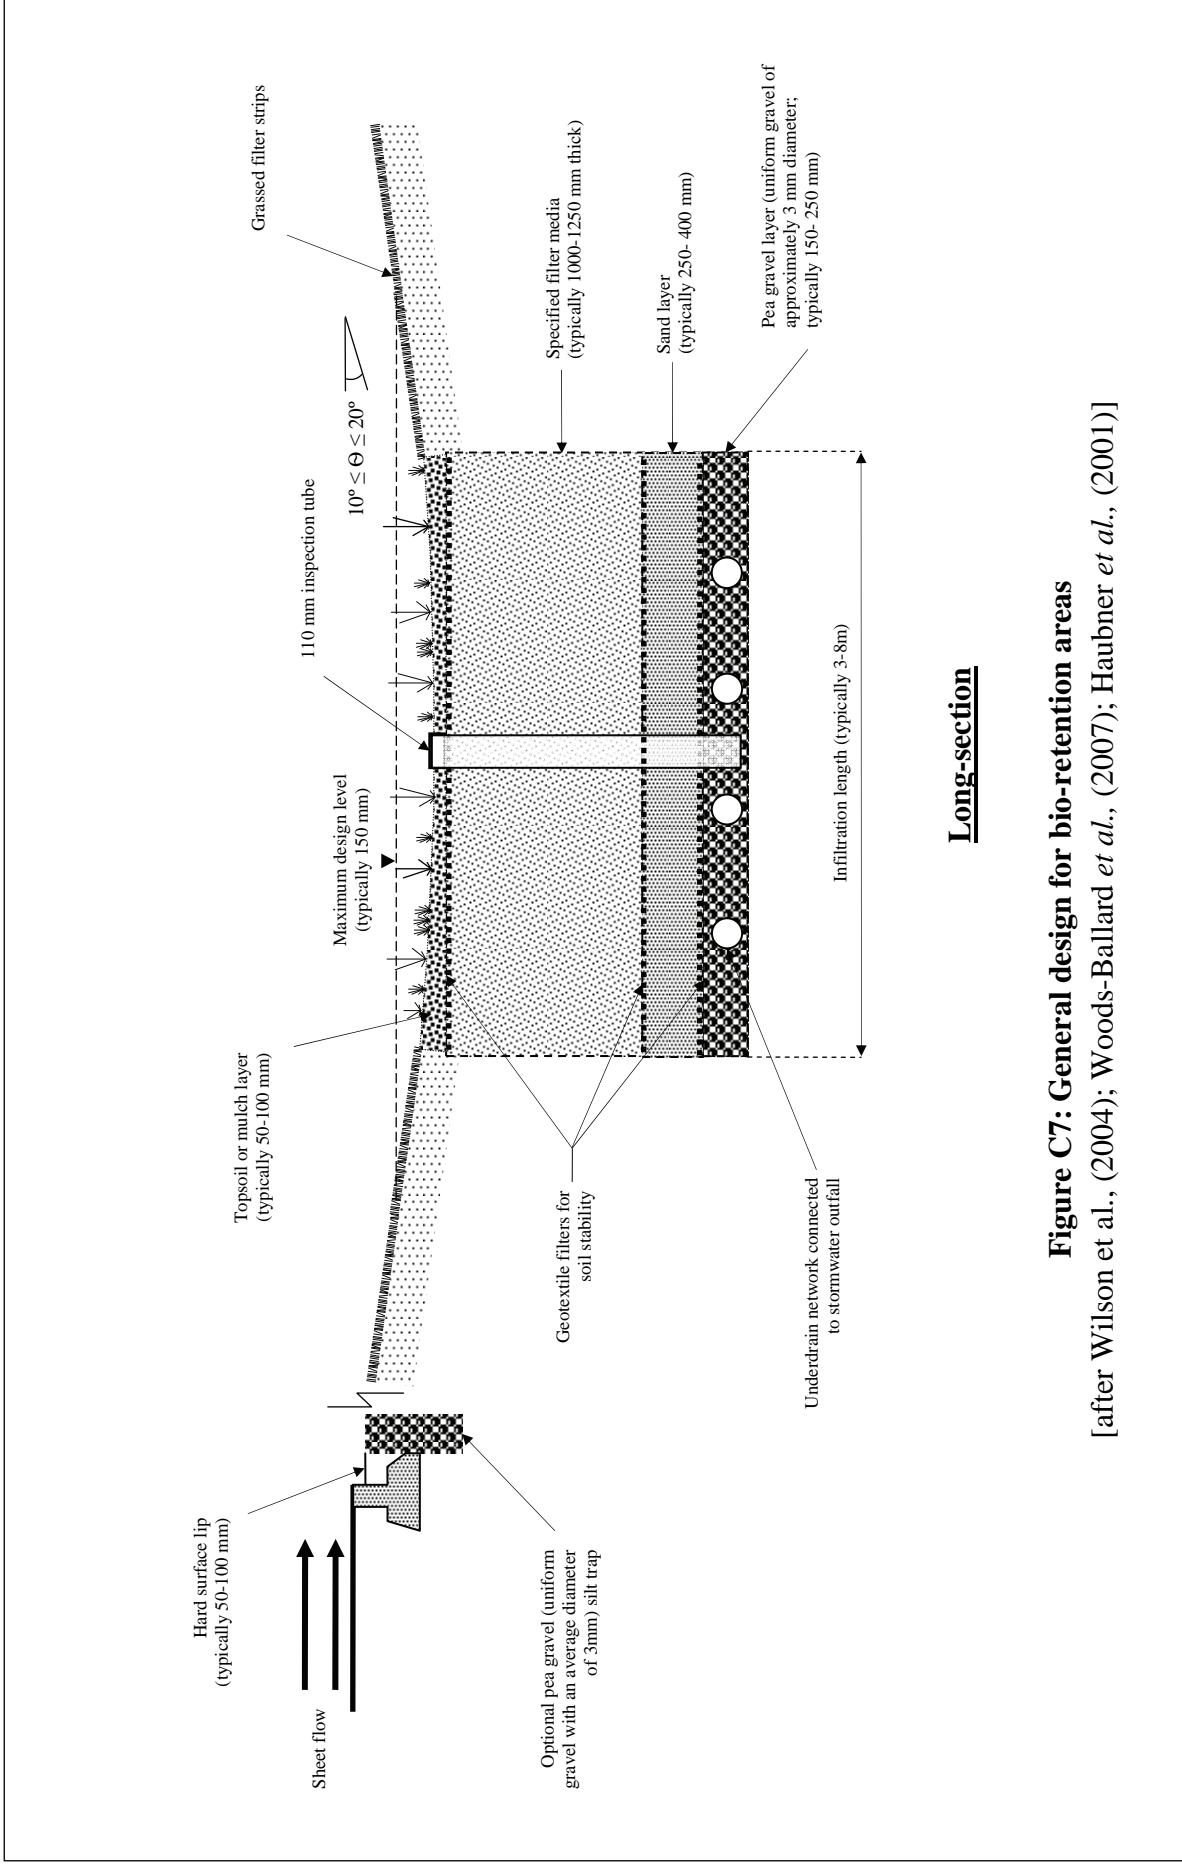 Sheet flow
Hard surface lip
(typically 50-100 mm)
Optional pea gravel (uniform
gravel with an average diameter
of 3mm) silt trap
Topsoil or mulch layer
(typically 50-100 mm)
Geotextile filters for
soil stability
Underdrain network connected
to stormwater outfall
Maximum design level
(typically 150 mm)
110 mm inspection tube
10º ≤ Θ ≤ 20º
Grassed filter strips
Specified filter media
(typically 1000-1250 mm thick)
Sand layer
(typically 250- 400 mm)
Pea gravel layer (uniform gravel of
approximately 3 mm diameter;
typically 150- 250 mm)
Infiltration length (typically 3-8m)
Long-section
Figure C7: General design for bio-retention areas
[after Wilson et al., (2004); Woods-Ballard et al., (2007); Haubner et al., (2001)]